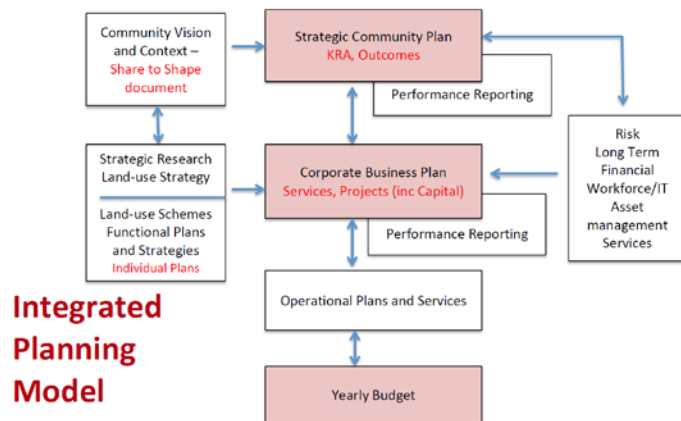 Community Vision
and Context –
Share to Shape
document
Strategic Community Plan
KRA, Outcomes
Performance Reporting
Risk
Long Term
Financial
Workforce/IT
Asset
management
Services
Strategic Research
Land-use Strategy
Land-use Schemes
Functional Plans
and Strategies
Individual Plans
Corporate Business Plan
Services, Projects (inc Capital)
Performance Reporting
Operational Plans and Services
Yearly Budget
Integrated
Planning
Model